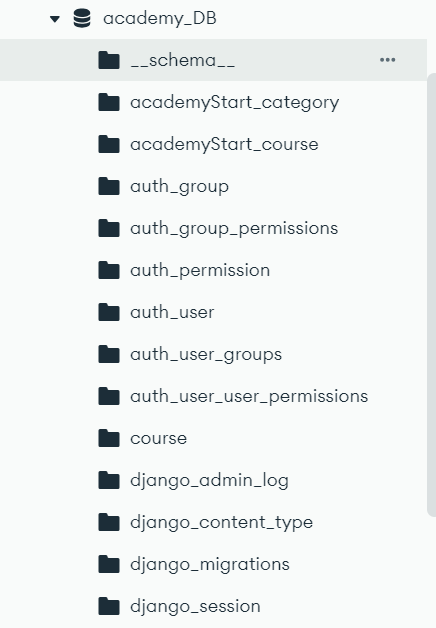 academy_DB
__schema__
academyStart_category
academyStart_course
auth_group
auth_group_permissions
auth_permission
auth_user
auth_user_groups
auth_user_user_permissions
course
django_admin_log
django_content_type
django_migrations
django_session